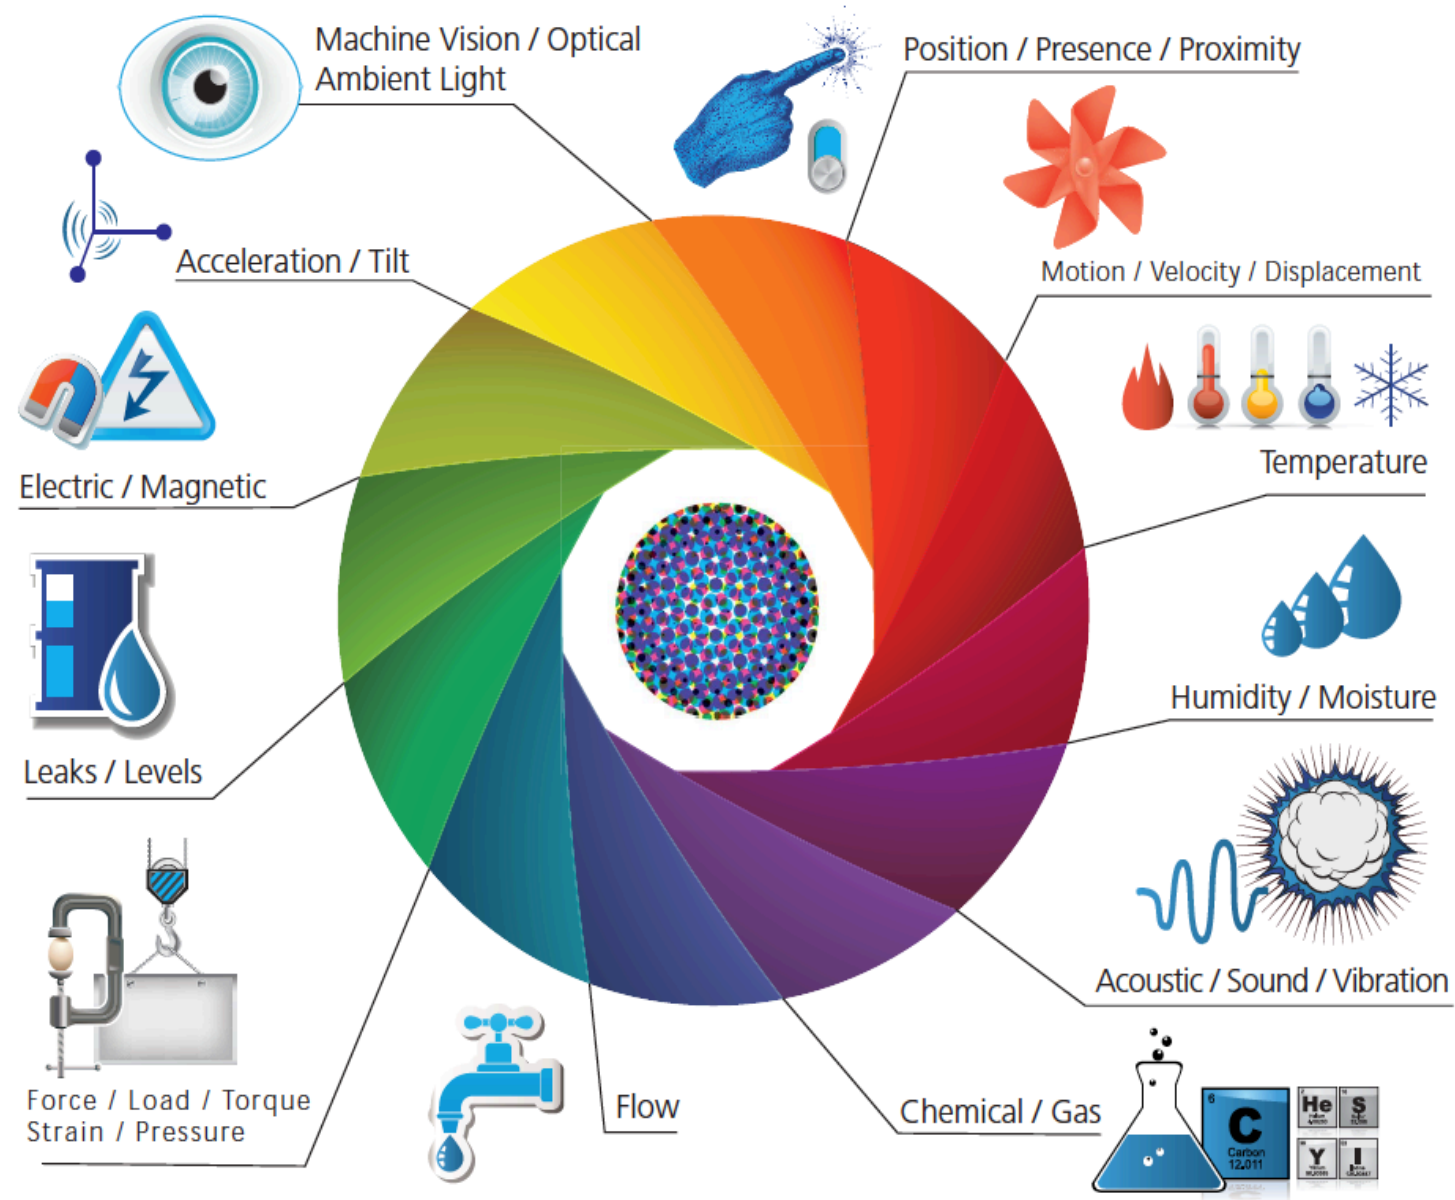 Machine Vision / Optical
Ambient Light
Position / Presence / Proximity
Acceleration / Tilt
Motion / Velocity / Displacement
Electric / Magnetic
Temperature
Leaks / Levels
Humidity / Moisture
Acoustic / Sound / Vibration
Force / Load / Torque
Strain / Pressure
Flow
Chemical / Gas
6
C
Carbon
12.011
He
S
Y
I